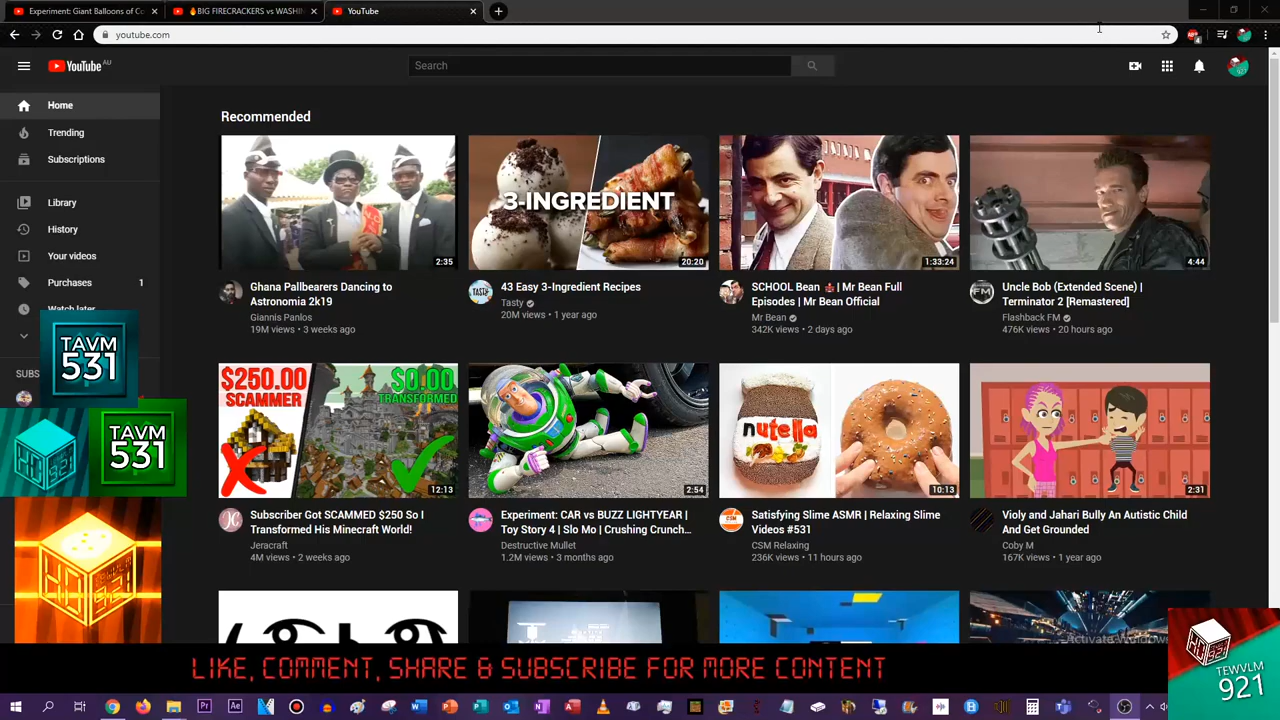 Experiment: Giant Balloons of Co
🔥BIG FIRECRACKERS vs WASHIN
YouTube
youtube.com
YouTube AU
Search
921
Home
Trending
Subscriptions
Library
History
Your videos
Purchases 1
Watch later
SUBS
Recommended
3-INGREDIENT
2:35
20:20
1:33:24
4:44
Ghana Pallbearers Dancing to
Astronomia 2k19
Giannis Panlos
19M views • 3 weeks ago
TASTY
43 Easy 3-Ingredient Recipes
Tasty
20M views • 1 year ago
SCHOOL Bean 🏫 | Mr Bean Full
Episodes | Mr Bean Official
Mr Bean
342K views • 2 days ago
FM
Uncle Bob (Extended Scene) |
Terminator 2 [Remastered]
Flashback FM
476K views • 20 hours ago
$250.00
SCAMMER
$0.00
TRANSFORMED
12:13
2:54
nutella
10:13
2:31
JC
Subscriber Got SCAMMED $250 So I
Transformed His Minecraft World!
Jeracraft
4M views • 2 weeks ago
Experiment: CAR vs BUZZ LIGHTYEAR |
Toy Story 4 | Slo Mo | Crushing Crunch...
Destructive Mullet
1.2M views • 3 months ago
CSM
Satisfying Slime ASMR | Relaxing Slime
Videos #531
CSM Relaxing
236K views • 11 hours ago
Violy and Jahari Bully An Autistic Child
And Get Grounded
Coby M
167K views • 1 year ago
TAVM
531
TAVM
531
921
Activate Windows
LIKE, COMMENT, SHARE & SUBSCRIBE FOR MORE CONTENT
TEWVLM
921